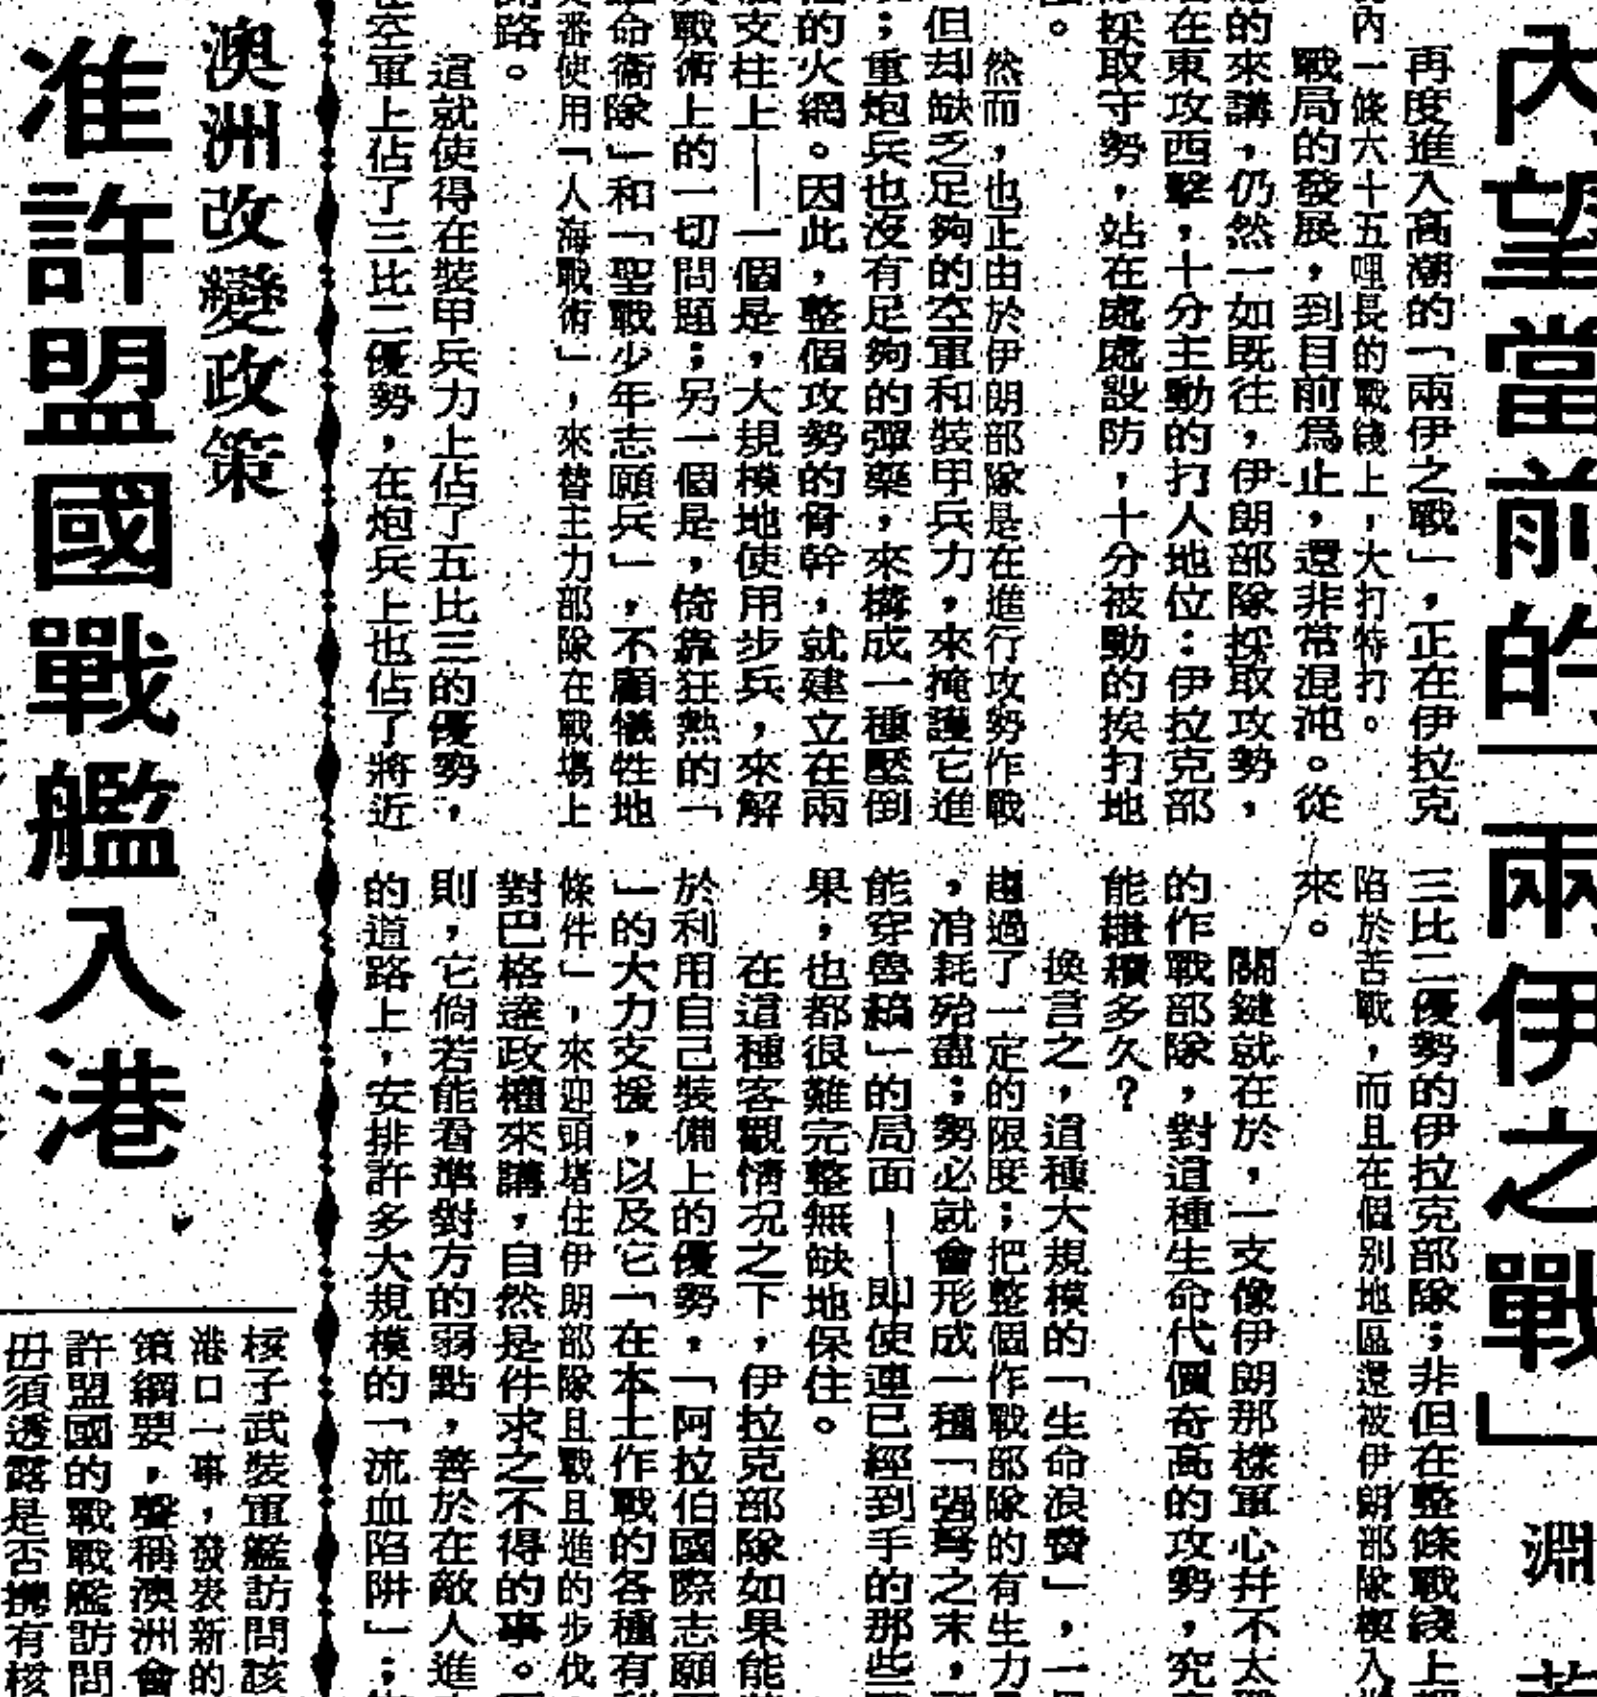 內望當前的「兩伊之戰」 淵
再度進入高潮的「兩伊之戰」,正在伊拉克
內一條六十五哩長的戰綫上,大打特打。
戰局的發展,到目前爲止,還非常混沌。從
的來講,仍然一如既往,伊朗部隊採取攻勢,
在東攻西擊,十分主動的打人地位:伊拉克部
採取守勢,站在處處設防,十分被動的挨打地
。
然而,也正由於伊朗部隊是在進行攻勢作戰
但却缺乏足夠的空軍和裝甲兵力,來掩護它進
;重炮兵也沒有足夠的彈藥,來構成一種壓倒
的火網。因此,整個攻勢的骨幹,就建立在兩
支柱上——一個是,大規模地使用步兵,來解
戰術上的一切問題;另一個是,倚靠狂熱的「
命衞隊」和「聖戰少年志願兵」,不顧犧牲地
番使用「人海戰術」,來替主力部隊在戰塲上
路。
這就使得在裝甲兵力上佔了五比三的優勢,
空軍上佔了三比二優勢,在炮兵上也佔了將近
三比二優勢的伊拉克部隊;非但在整條戰綫上
陷於苦戰,而且在個別地區還被伊朗部隊楔入
來。
關鍵就在於,一支像伊朗那樣軍心幷不太
的作戰部隊,對這種生命代價奇高的攻勢,究
能繼續多久?
換言之,這種大規模的「生命浪費」,一
超過了一定的限度;把整個作戰部隊的有生力
,消耗殆盡;勢必就會形成一種「强弩之末,
能穿魯縞」的局面——即使連已經到手的那些
果,也都很難完整無缺地保住。
在這種客觀情况之下,伊拉克部隊如果能
於利用自己裝備上的優勢,「阿拉伯國際志願
」的大力支援,以及它「在本土作戰的各種有
條件」,來迎頭堵住伊朗部隊且戰且進的步伐
對巴格達政權來講,自然是件求之不得的事。
則,它倘若能看準對方的弱點,善於在敵人進
的道路上,安排許多大規模的「流血陷阱」;
澳洲改變政策
准許盟國戰艦入港
核子武裝軍艦訪問該
港口一事,發表新的
策綱要,聲稱澳洲會
許盟國的戰戰艦訪問
毋須透露是否攜有核